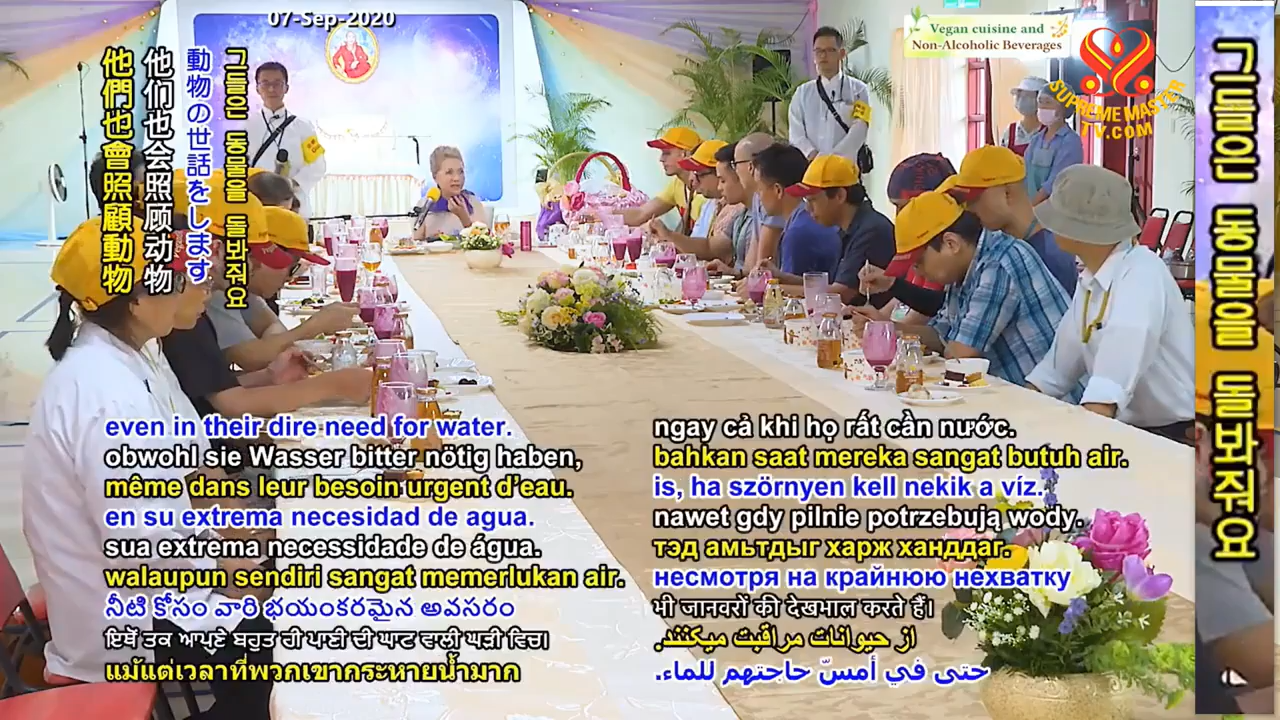 07-Sep-2020
Vegan cuisine and
Non-Alcoholic Beverages
SUPREME MASTER
TV.COM
他們也會照顧動物
他们也会照顾动物
動物の世話をします
그들은 동물을 돌봐줘요
그들은 동물을 돌봐줘요
even in their dire need for water.
obwohl sie Wasser bitter nötig haben,
même dans leur besoin urgent d’eau.
en su extrema necesidad de agua.
sua extrema necessidade de água.
walaupun sendiri sangat memerlukan air.
నీటి కోసం వారి భయంకరమైన అవసరం
ਇਥੋਂ ਤਕ ਆਪਣੇ ਬਹੁਤ ਹੀ ਪਾਣੀ ਦੀ ਘਾਟ ਵਾਲੀ ਘੜੀ ਵਿਚ।
แม้แต่เวลาที่พวกเขากระหายน้ำมาก
ngay cả khi họ rất cần nước.
bahkan saat mereka sangat butuh air.
is, ha szörnyen kell nekik a víz.
nawet gdy pilnie potrzebują wody.
тэд амьтдыг харж ханддаг.
несмотря на крайнюю нехватку
भी जानवरों की देखभाल करते हैं।
از حیوانات مراقبت میکنند.
حتى في أمسّ حاجتهم للماء.